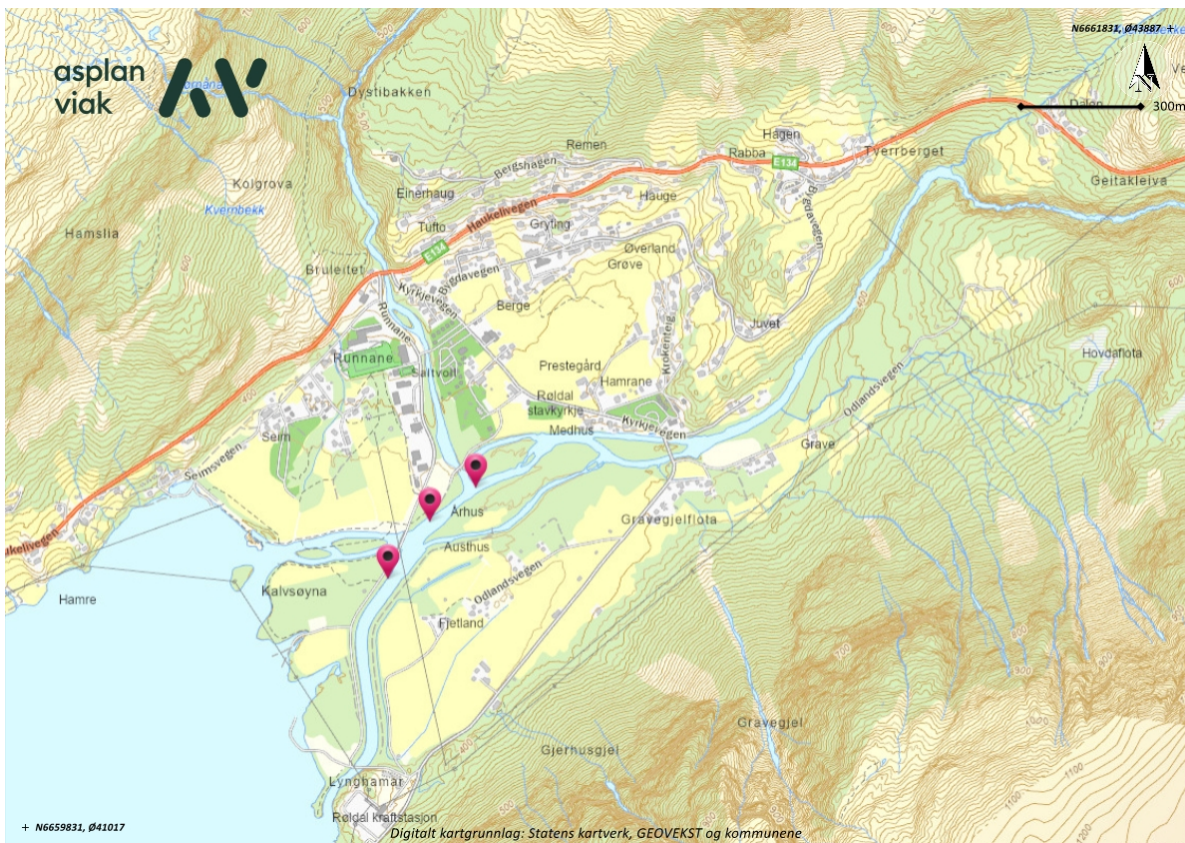 N6661831, Ø43887
asplan
viak
N
300m
Dystibakken
Dalen
Hagen
Remen
Rabba
E134
Tverrberget
Bergshagen
Geitakleiva
Kolgrova
Einerhaug
Hauge
Kvernbekk
Tufto
Haukelivegen
Gryting
Bygdavegen
Hamslia
E134
Øverland
Bruleitet
Bygdavegen
Grøve
Kyrkjevegen
Berge
Runnane
Juvet
Krokenteig
Hovdaflota
Runnane
Prestegård
Saltvoll
Hamrane
Røldal
stavkyrkje
Odlandsvegen
Kyrkjevegen
Medhus
Seim
Grave
Seimsvegen
Århus
Gravegjelflota
Austhus
Kalvsøyna
Odlandsvegen
Hamre
Fjetland
Gravegjel
Gjerhusgjel
Lynghamar
Røldal kraftstasjon
N6659831, Ø41017
Digitalt kartgrunnlag: Statens kartverk, GEOVEKST og kommunene